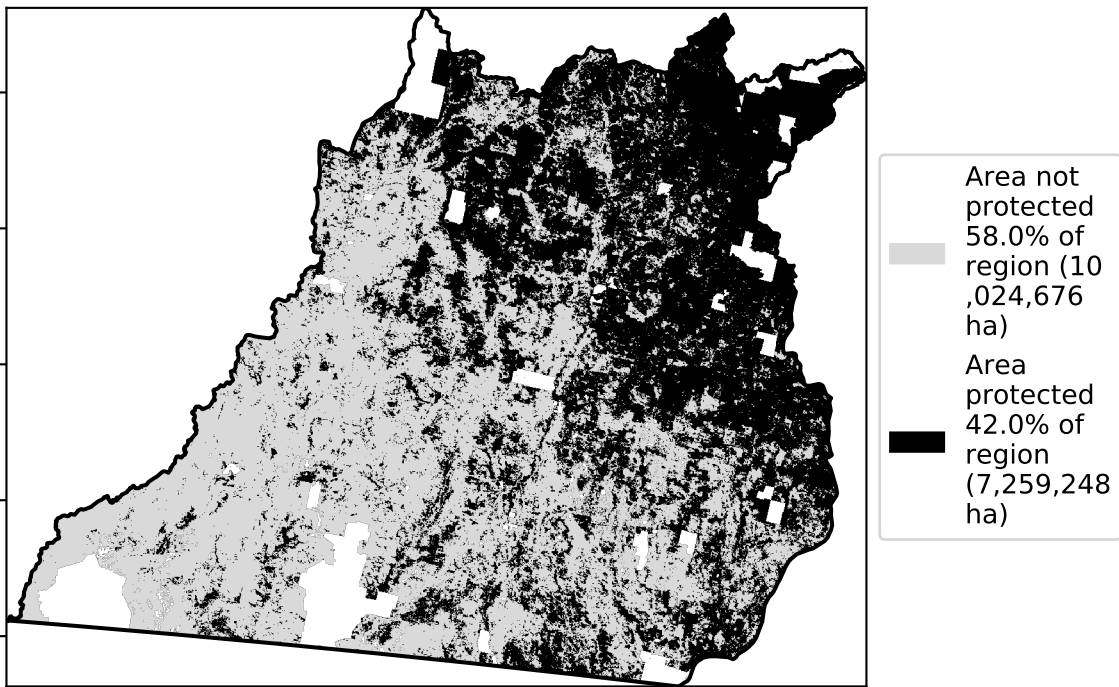 Area not
protected
58.0% of
region (10
,024,676
ha)
Area
protected
42.0% of
region
(7,259,248
ha)